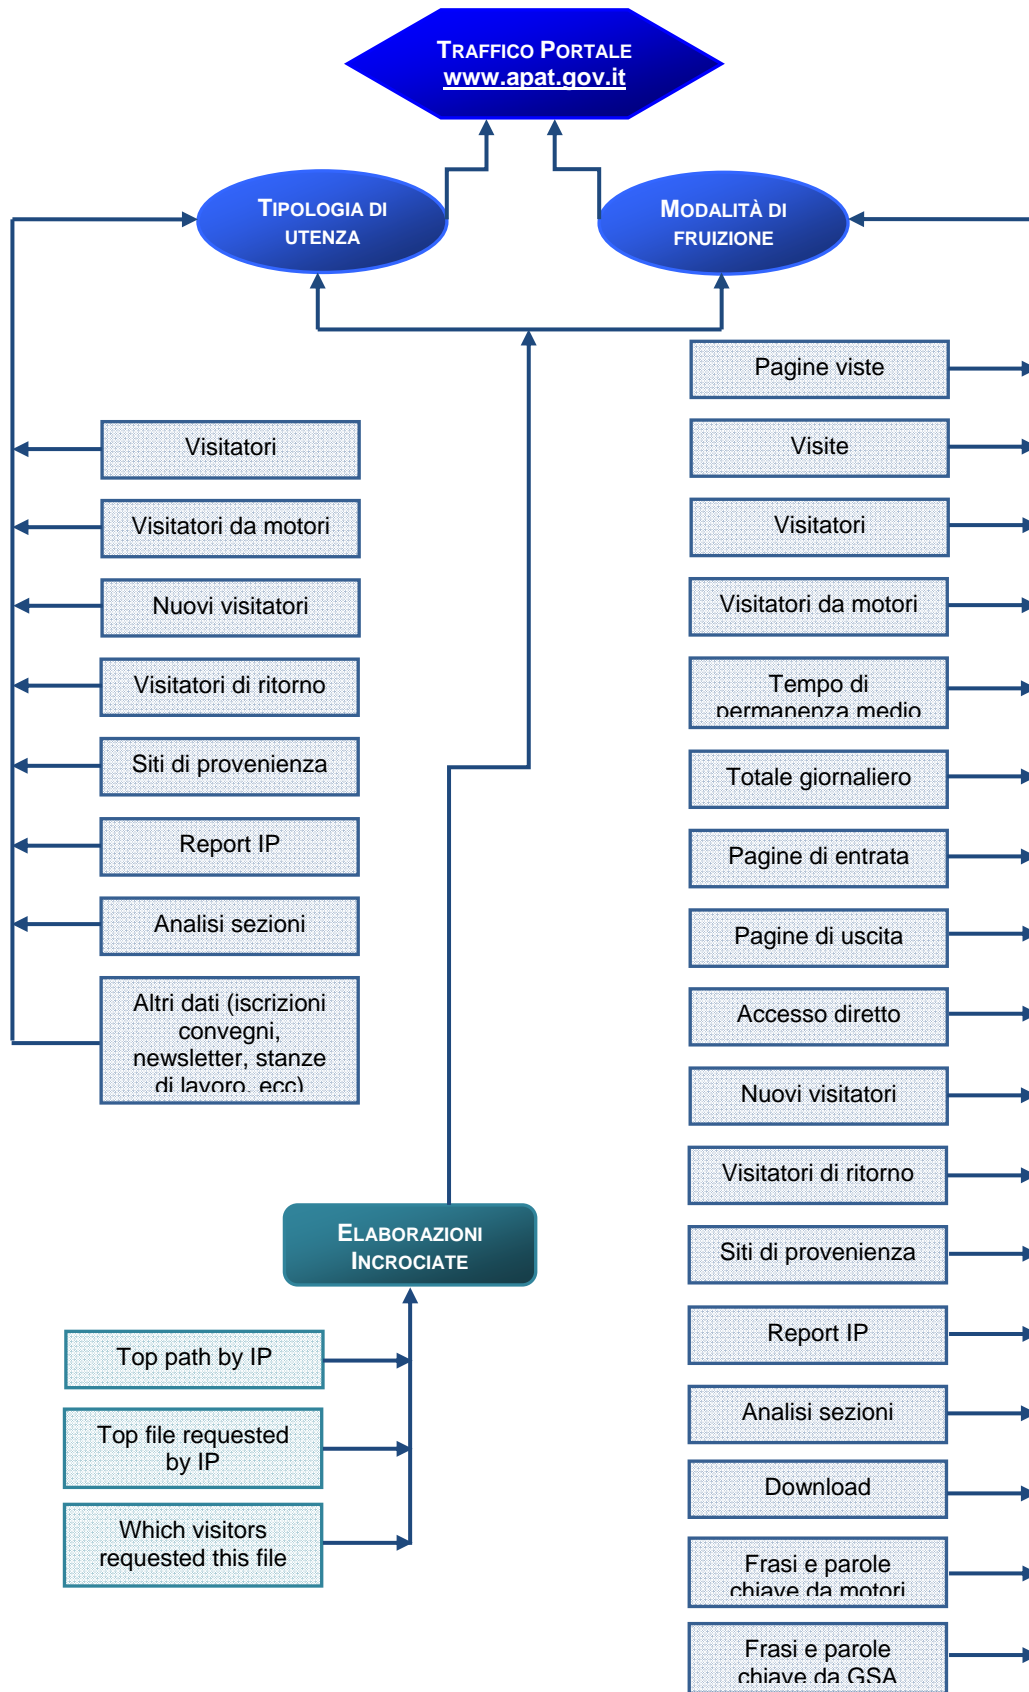 TRAFFICO PORTALE
www.apat.gov.it
TIPOLOGIA DI
UTENZA
MODALITÀ DI
FRUIZIONE
Visitatori
Visitatori da motori
Nuovi visitatori
Visitatori di ritorno
Siti di provenienza
Report IP
Analisi sezioni
Altri dati (iscrizioni
convegni,
newsletter, stanze
di lavoro, ecc)
ELABORAZIONI
INCROCIATE
Top path by IP
Top file requested
by IP
Which visitors
requested this file
Pagine viste
Visite
Visitatori
Visitatori da motori
Tempo di
permanenza medio
Totale giornaliero
Pagine di entrata
Pagine di uscita
Accesso diretto
Nuovi visitatori
Visitatori di ritorno
Siti di provenienza
Report IP
Analisi sezioni
Download
Frasi e parole
chiave da motori
Frasi e parole
chiave da GSA